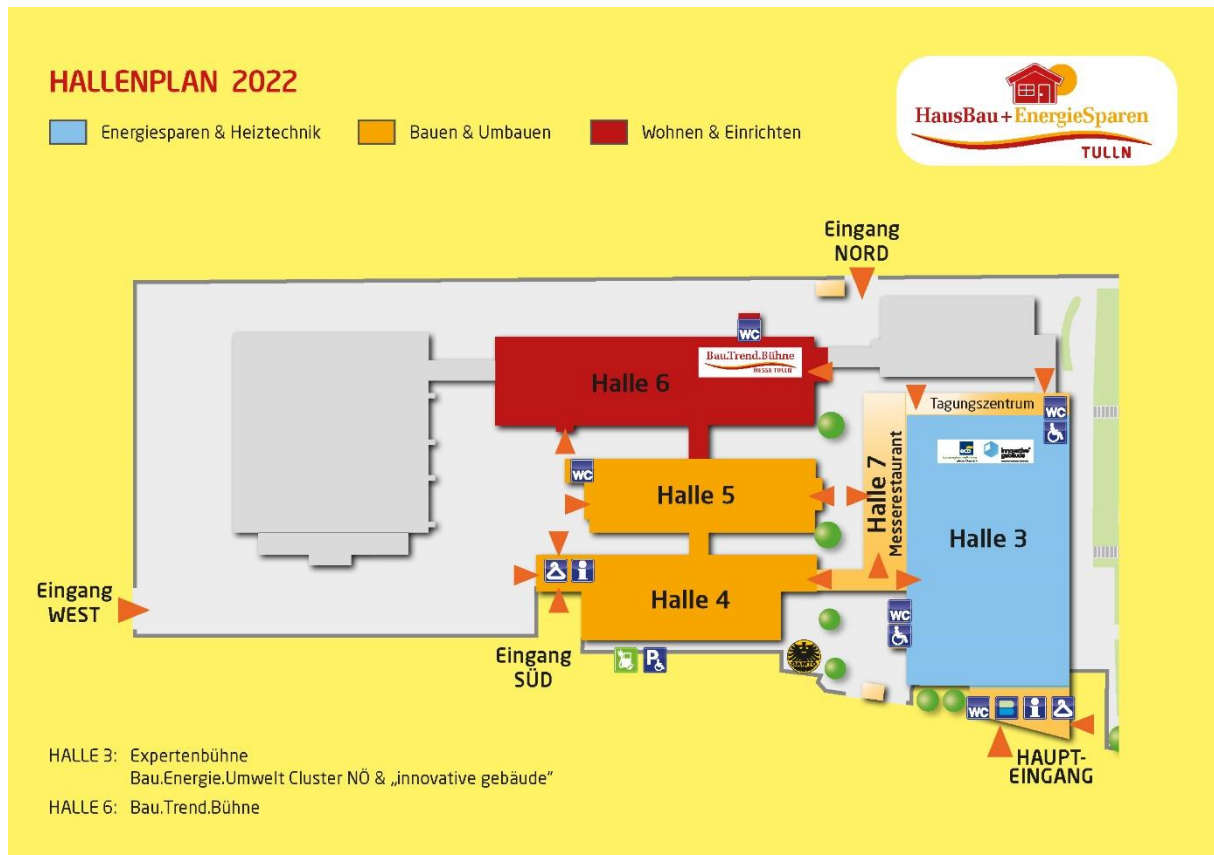 HALLENPLAN 2022
Energiesparen & Heiztechnik
Bauen & Umbauen
Wohnen & Einrichten
HausBau+EnergieSparen
TULLN
Eingang
NORD
WC
Bau.Trend.Bühne
MESSE TULLN
Halle 6
Tagungszentrum
WC
WC
Halle 5
Halle 7
Messerestaurant
innovative
gebäude
Halle 3
Halle 4
Eingang
WEST
WC
Eingang
SÜD
P
WC
HAUPT-
EINGANG
HALLE 3: Expertenbühne
Bau.Energie.Umwelt Cluster NÖ & „innovative gebäude“
HALLE 6: Bau.Trend.Bühne